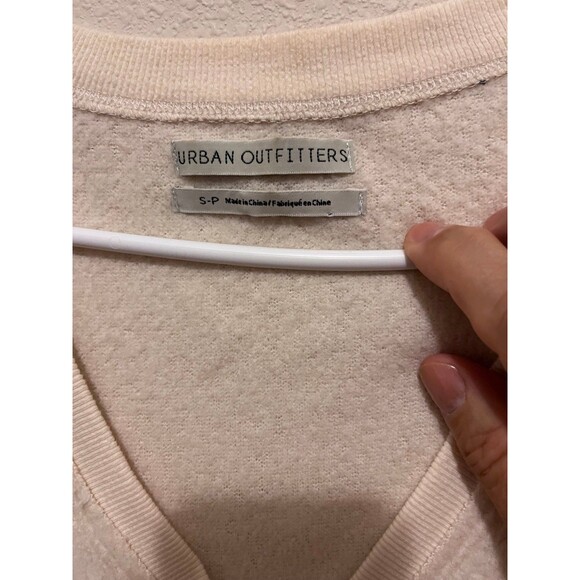 URBAN OUTFITTERS
S-P Made in China / Fabriqué en Chine